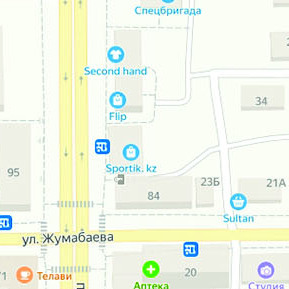 Спецбригада
Second hand
34
Flip
Sportik. kz
95
84
23Б
21А
Sultan
ул. Жумабаева
Телави
Аптека
20
Студия